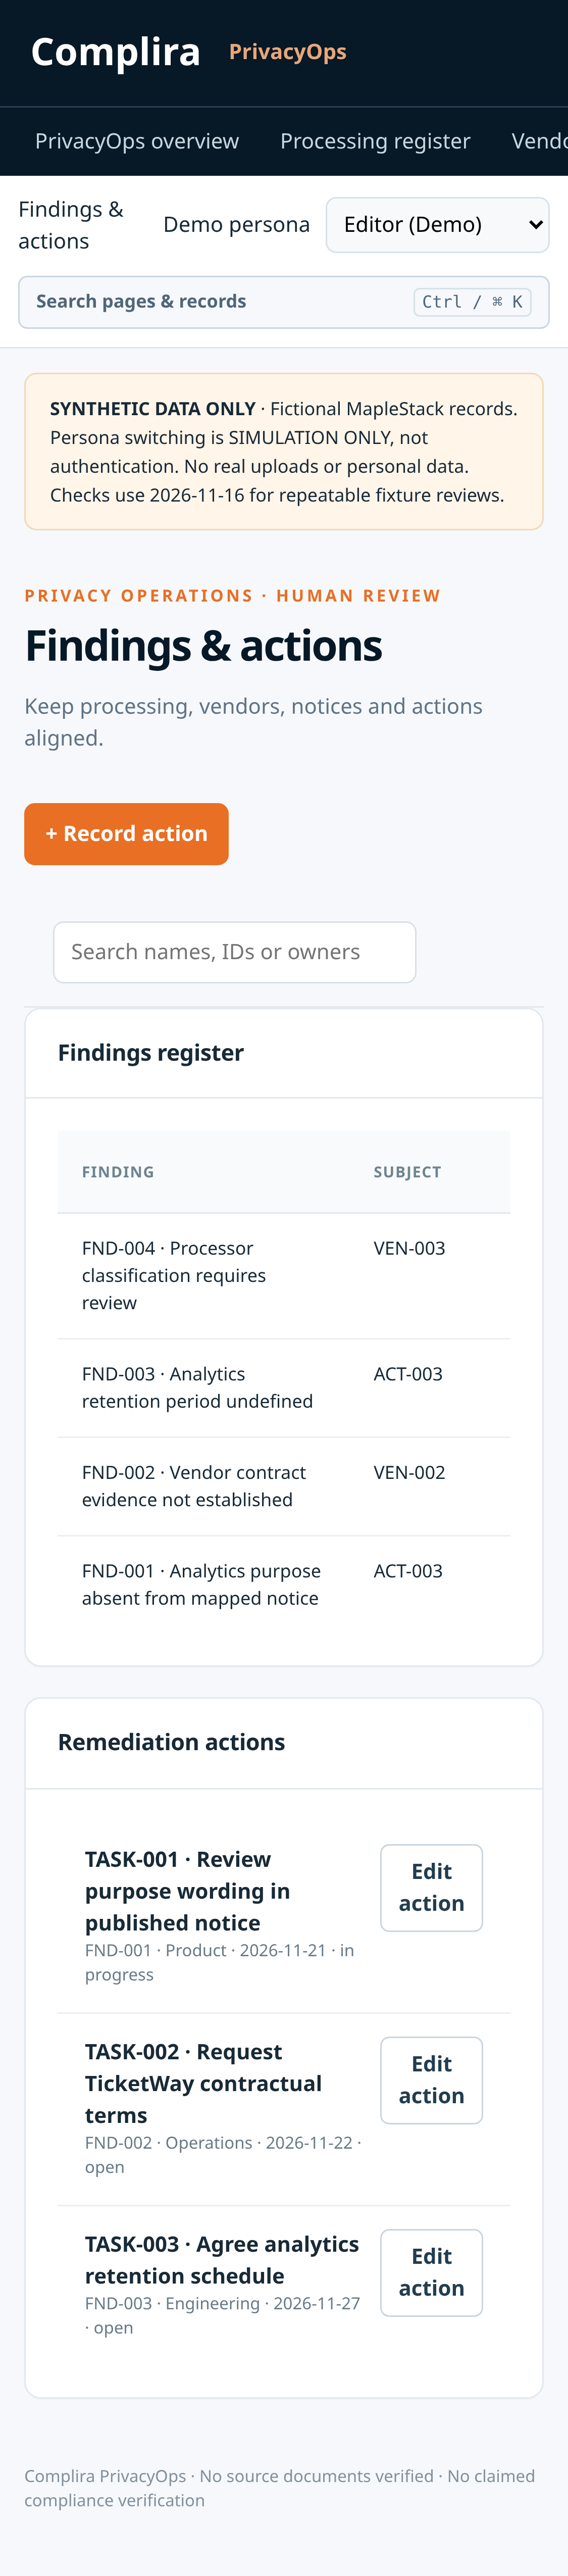 Complira PrivacyOps
PrivacyOps overview Processing register Vendo
Findings &
actions
Demo persona
Editor (Demo)
Search pages & records Ctrl / ⌘ K
SYNTHETIC DATA ONLY · Fictional MapleStack records.
Persona switching is SIMULATION ONLY, not
authentication. No real uploads or personal data.
Checks use 2026-11-16 for repeatable fixture reviews.
PRIVACY OPERATIONS · HUMAN REVIEW
Findings & actions
Keep processing, vendors, notices and actions
aligned.
+ Record action
Search names, IDs or owners
Findings register
FINDING SUBJECT
FND-004 · Processor VEN-003
classification requires
review
FND-003 · Analytics ACT-003
retention period undefined
FND-002 · Vendor contract VEN-002
evidence not established
FND-001 · Analytics purpose ACT-003
absent from mapped notice
Remediation actions
TASK-001 · Review
purpose wording in
published notice
FND-001 · Product · 2026-11-21 · in
progress
Edit
action
TASK-002 · Request
TicketWay contractual
terms
FND-002 · Operations · 2026-11-22 ·
open
Edit
action
TASK-003 · Agree analytics
retention schedule
FND-003 · Engineering · 2026-11-27
· open
Edit
action
Complira PrivacyOps · No source documents verified · No claimed
compliance verification